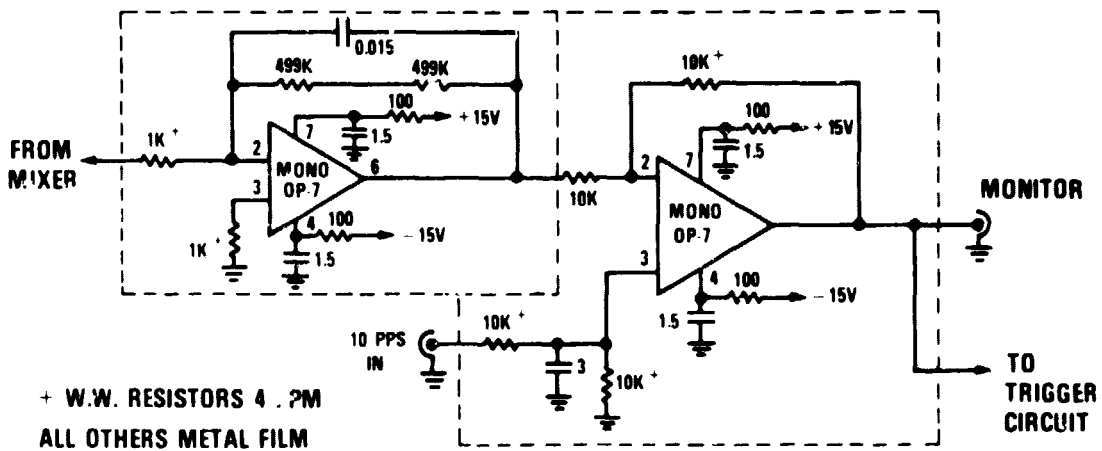 0.015
499K
499K
100
+ 15V
7
1.5
FROM
1K +
2
MONO
6
OP-7
3
4
100
- 15V
1K +
1.5
10K +
100
+ 15V
7
1.5
2
10K
MONO
OP-7
MONITOR
3
4
100
- 15V
1.5
10 PPS
IN
10K +
3
10K +
TO
TRIGGER
CIRCUIT
+ W.W. RESISTORS 4
ALL OTHERS METAL FILM